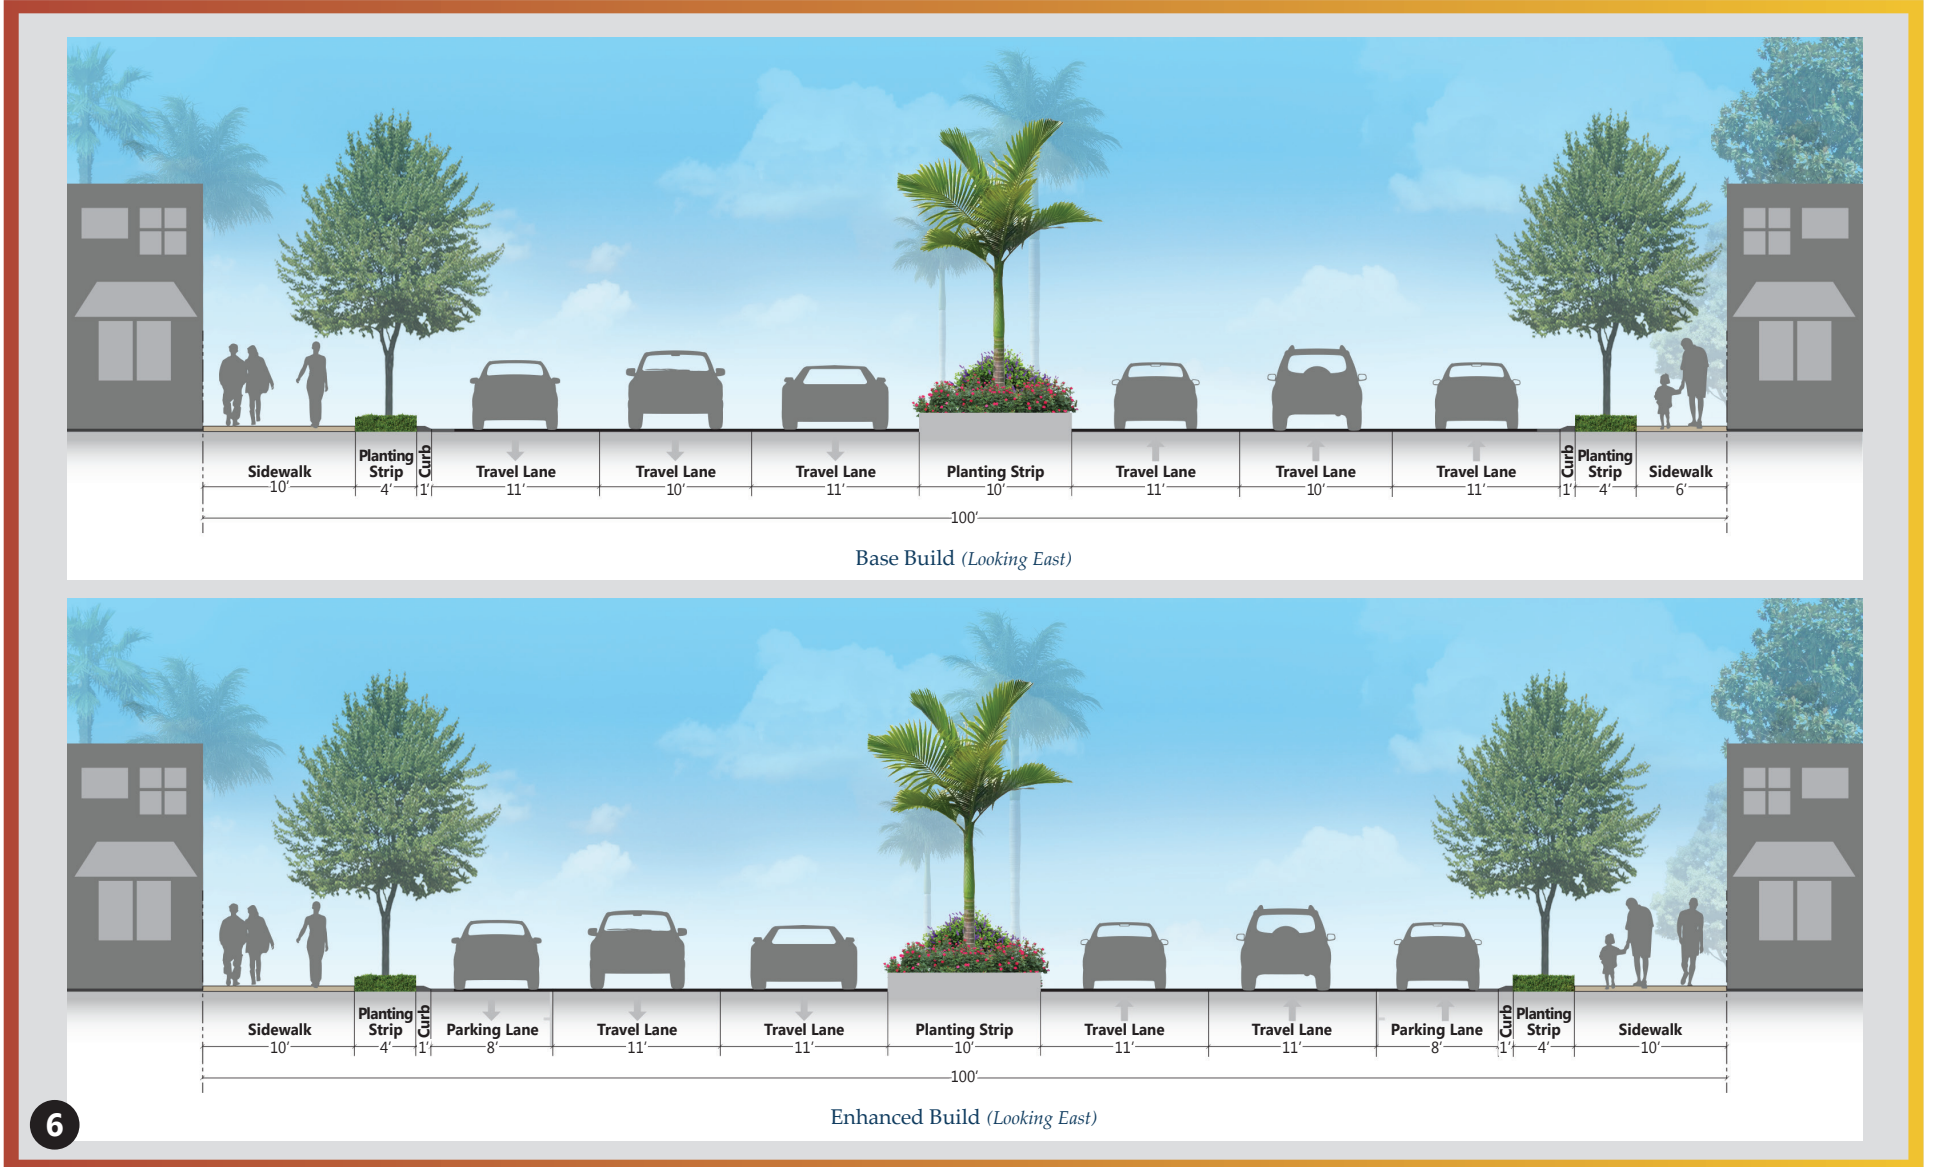 Sidewalk
10'
Planting
Strip
4'
Curb
1'
Travel Lane
11'
Travel Lane
10'
Travel Lane
11'
Planting Strip
10'
Travel Lane
11'
Travel Lane
10'
Travel Lane
11'
Curb
1'
Planting
Strip
4'
Sidewalk
6'
100'
Base Build (Looking East)
Sidewalk
10'
Planting
Strip
4'
Curb
1'
Parking Lane
8'
Travel Lane
11'
Travel Lane
11'
Planting Strip
10'
Travel Lane
11'
Travel Lane
11'
Parking Lane
8'
Curb
1'
Planting
Strip
4'
Sidewalk
10'
100'
Enhanced Build (Looking East)
6